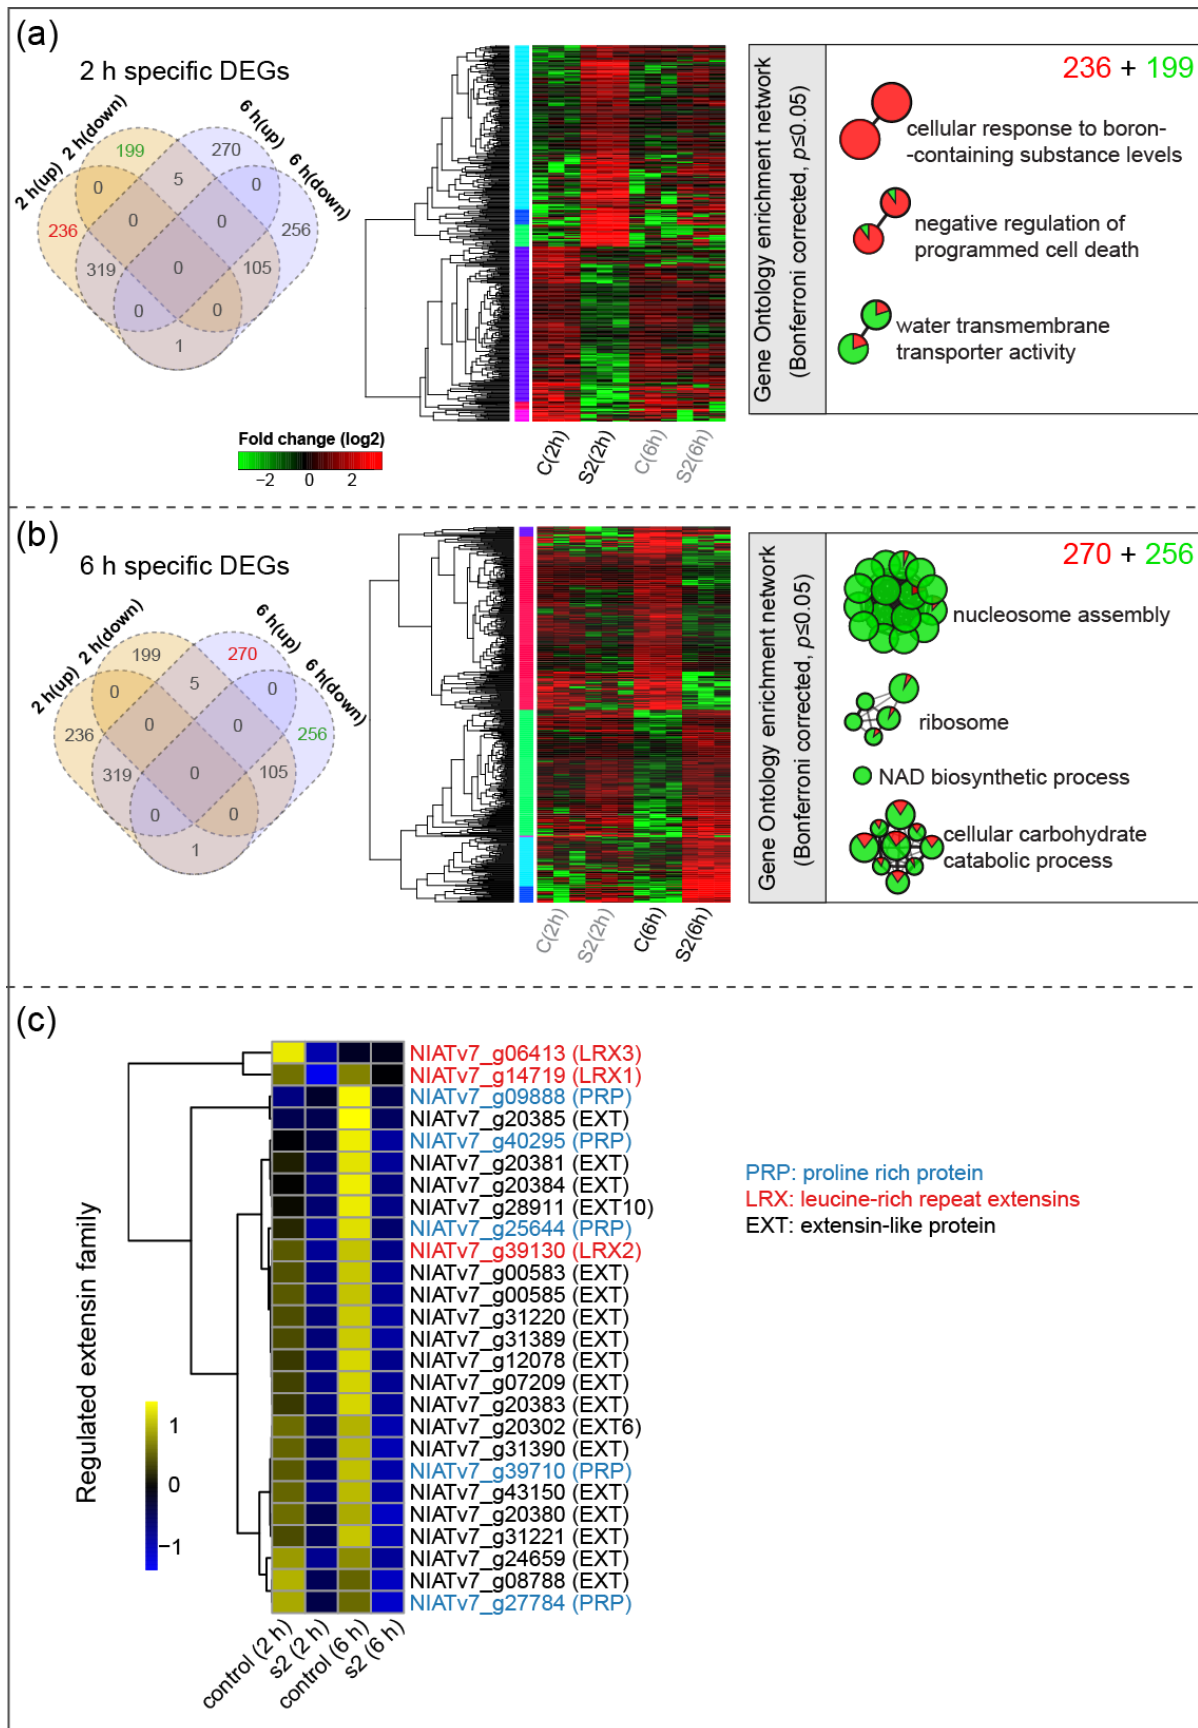 (a)
2 h specific DEGs
2 h(up)
2 h(down)
6 h(up)
6 h(down)
199
270
0
5
0
236
0
0
256
319
0
105
0
0
1
Fold change (log2)
−2 0 2
C(2h)
S2(2h)
C(6h)
S2(6h)
Gene Ontology enrichment network
(Bonferroni corrected, p≤0.05)
236 + 199
cellular response to boron-
-containing substance levels
negative regulation of
programmed cell death
water transmembrane
transporter activity
(b)
6 h specific DEGs
2 h(up)
2 h(down)
6 h(up)
6 h(down)
199
270
0
5
0
236
0
0
256
319
0
105
0
0
1
C(2h)
S2(2h)
C(6h)
S2(6h)
Gene Ontology enrichment network
(Bonferroni corrected, p≤0.05)
270 + 256
nucleosome assembly
ribosome
NAD biosynthetic process
cellular carbohydrate
catabolic process
(c)
Regulated extensin family
1
0
−1
NIATv7_g06413 (LRX3)
NIATv7_g14719 (LRX1)
NIATv7_g09888 (PRP)
NIATv7_g20385 (EXT)
NIATv7_g40295 (PRP)
NIATv7_g20381 (EXT)
NIATv7_g20384 (EXT)
NIATv7_g28911 (EXT10)
NIATv7_g25644 (PRP)
NIATv7_g39130 (LRX2)
NIATv7_g00583 (EXT)
NIATv7_g00585 (EXT)
NIATv7_g31220 (EXT)
NIATv7_g31389 (EXT)
NIATv7_g12078 (EXT)
NIATv7_g07209 (EXT)
NIATv7_g20383 (EXT)
NIATv7_g20302 (EXT6)
NIATv7_g31390 (EXT)
NIATv7_g39710 (PRP)
NIATv7_g43150 (EXT)
NIATv7_g20380 (EXT)
NIATv7_g31221 (EXT)
NIATv7_g24659 (EXT)
NIATv7_g08788 (EXT)
NIATv7_g27784 (PRP)
control (2 h)
s2 (2 h)
control (6 h)
s2 (6 h)
PRP: proline rich protein
LRX: leucine-rich repeat extensins
EXT: extensin-like protein